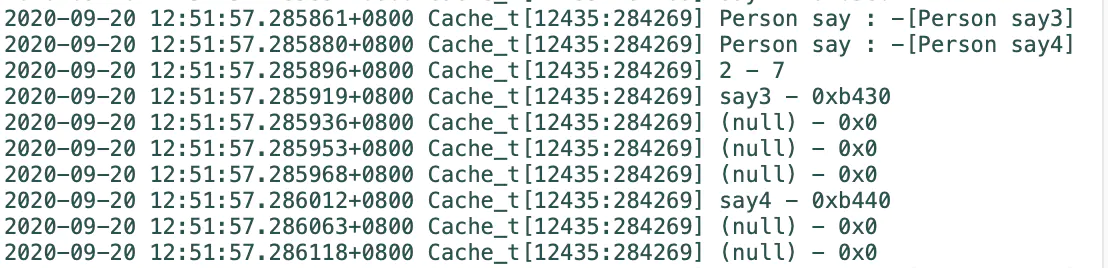 2020-09-20 12:51:57.285861+0800 Cache_t[12435:284269] Person say : -[Person say3]
2020-09-20 12:51:57.285880+0800 Cache_t[12435:284269] Person say : -[Person say4]
2020-09-20 12:51:57.285896+0800 Cache_t[12435:284269] 2 - 7
2020-09-20 12:51:57.285919+0800 Cache_t[12435:284269] say3 - 0xb430
2020-09-20 12:51:57.285936+0800 Cache_t[12435:284269] (null) - 0x0
2020-09-20 12:51:57.285953+0800 Cache_t[12435:284269] (null) - 0x0
2020-09-20 12:51:57.285968+0800 Cache_t[12435:284269] (null) - 0x0
2020-09-20 12:51:57.286012+0800 Cache_t[12435:284269] say4 - 0xb440
2020-09-20 12:51:57.286063+0800 Cache_t[12435:284269] (null) - 0x0
2020-09-20 12:51:57.286118+0800 Cache_t[12435:284269] (null) - 0x0